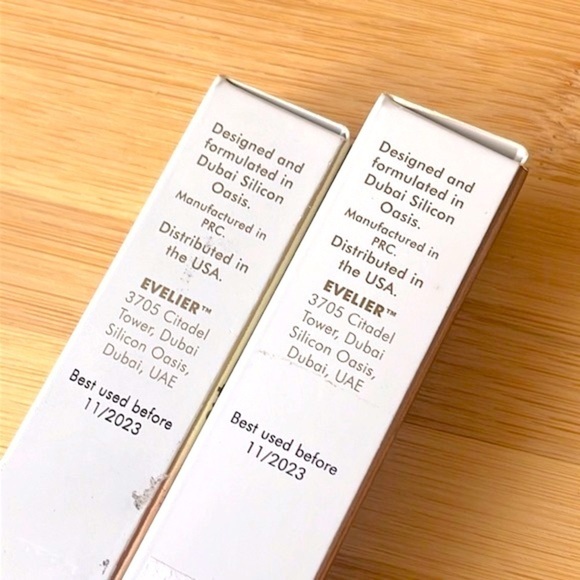 Designed and
formulated in
Dubai Silicon
Oasis.
Manufactured in
PRC.
Distributed in
the USA.
EVELIER™
3705 Citadel
Tower, Dubai
Silicon Oasis,
Dubai, UAE
Best used before
11/2023
Designed and
formulated in
Dubai Silicon
Oasis.
Manufactured in
PRC.
Distributed in
the USA.
EVELIER™
3705 Citadel
Tower, Dubai
Silicon Oasis,
Dubai, UAE
Best used before
11/2023